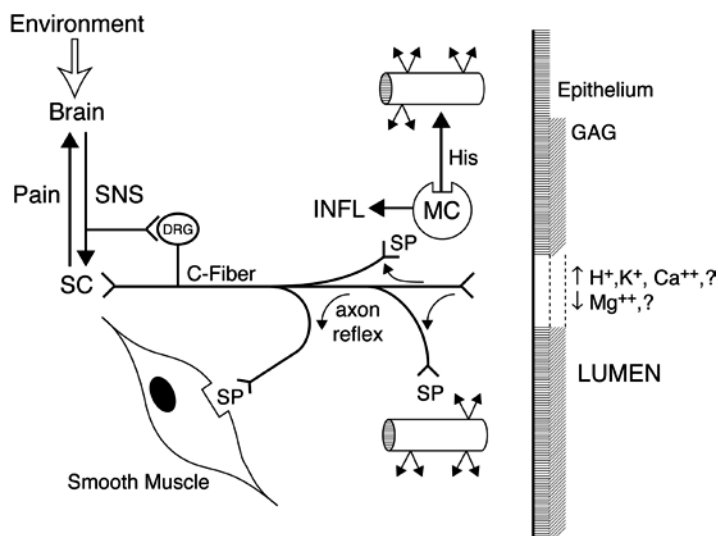 Environment
Brain
Pain
SNS
DRG
SC
C-Fiber
axon
reflex
SP
SP
SP
Smooth Muscle
INFL
MC
His
Epithelium
GAG
↑ H⁺,K⁺, Ca⁺⁺,?
↓ Mg⁺⁺,?
LUMEN